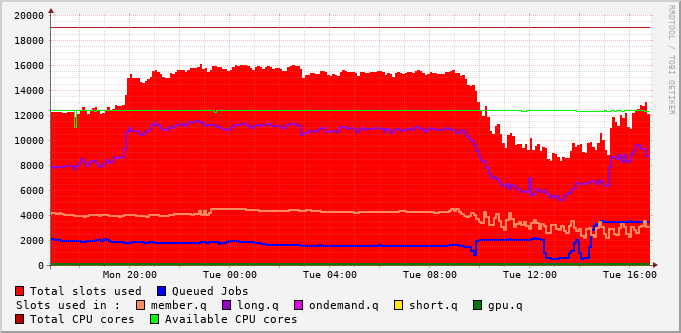 RRDTOOL / TOBI OETIKER
20000
18000
16000
14000
12000
10000
8000
6000
4000
2000
0
Mon 20:00 Tue 00:00 Tue 04:00 Tue 08:00 Tue 12:00 Tue 16:00
Total slots used Queued Jobs
Slots used in : member.q long.q ondemand.q short.q gpu.q
Total CPU cores Available CPU cores